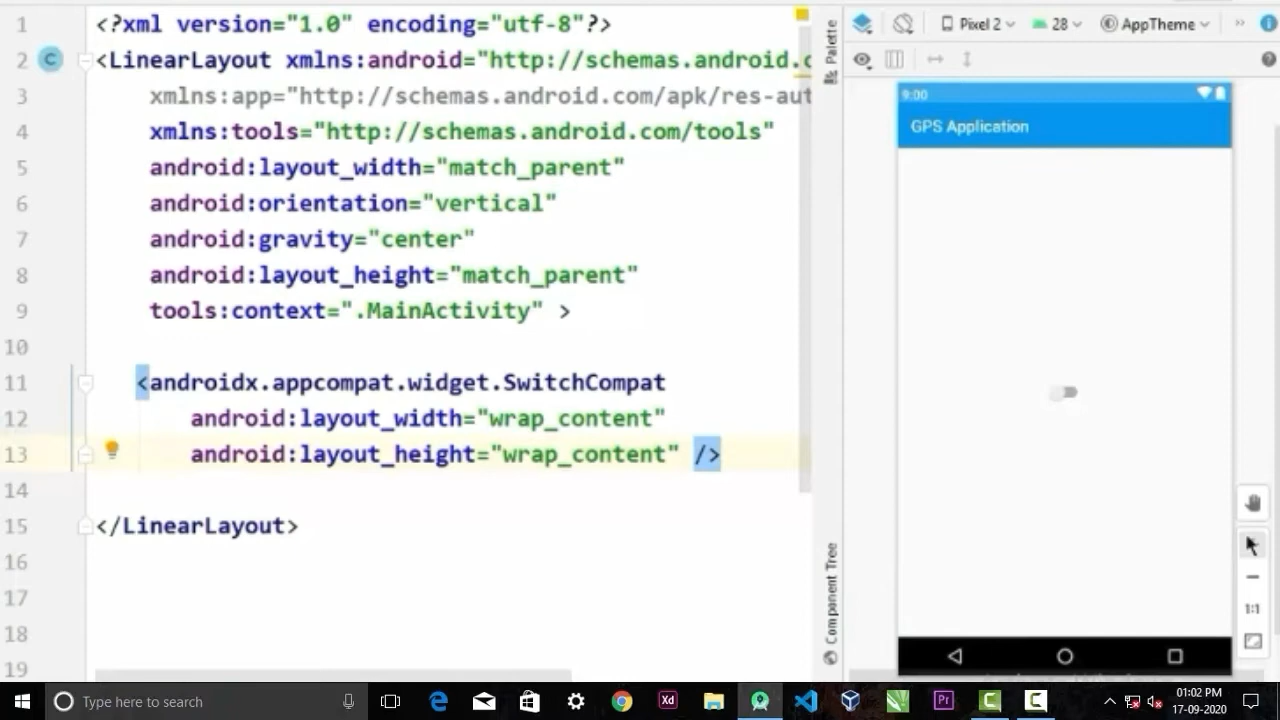 1 <?xml version="1.0" encoding="utf-8"?>
2 <LinearLayout xmlns:android="http://schemas.android.c
3 xmlns:app="http://schemas.android.com/apk/res-aut
4 xmlns:tools="http://schemas.android.com/tools"
5 android:layout_width="match_parent"
6 android:orientation="vertical"
7 android:gravity="center"
8 android:layout_height="match_parent"
9 tools:context=".MainActivity" >
10
11 <androidx.appcompat.widget.SwitchCompat
12 android:layout_width="wrap_content"
13 android:layout_height="wrap_content" />
14
15 </LinearLayout>
16
17
18
19
C
Palette
Component Tree
Pixel 2
28
AppTheme
9:00
GPS Application
1:1
Type here to search
Xd
Pr
01:02 PM
17-09-2020